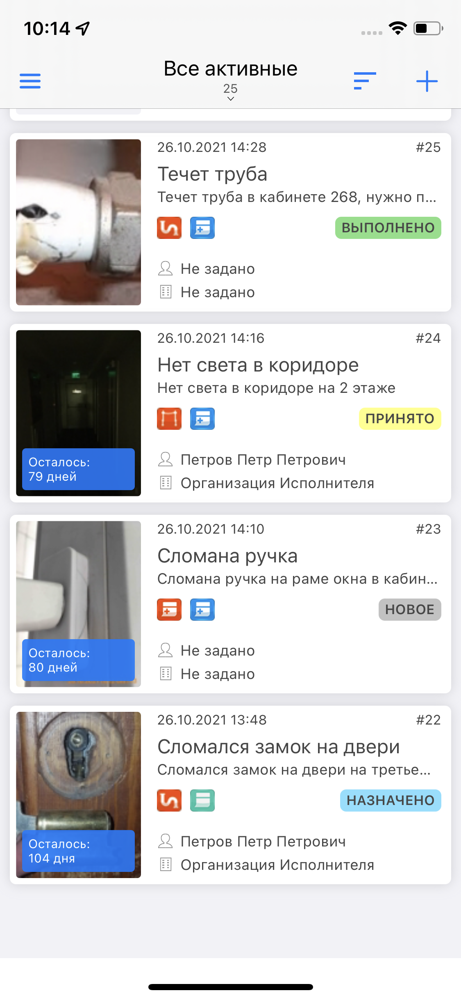 10:14
Все активные
25
26.10.2021 14:28
#25
Течет труба
Течет труба в кабинете 268, нужно п...
ВЫПОЛНЕНО
Не задано
Не задано
26.10.2021 14:16
#24
Нет света в коридоре
Нет света в коридоре на 2 этаже
ПРИНЯТО
Осталось:
79 дней
Петров Петр Петрович
Организация Исполнителя
26.10.2021 14:10
#23
Сломана ручка
Сломана ручка на раме окна в кабин...
НОВОЕ
Осталось:
80 дней
Не задано
Не задано
26.10.2021 13:48
#22
Сломался замок на двери
Сломался замок на двери на третье...
НАЗНАЧЕНО
Осталось:
104 дня
Петров Петр Петрович
Организация Исполнителя